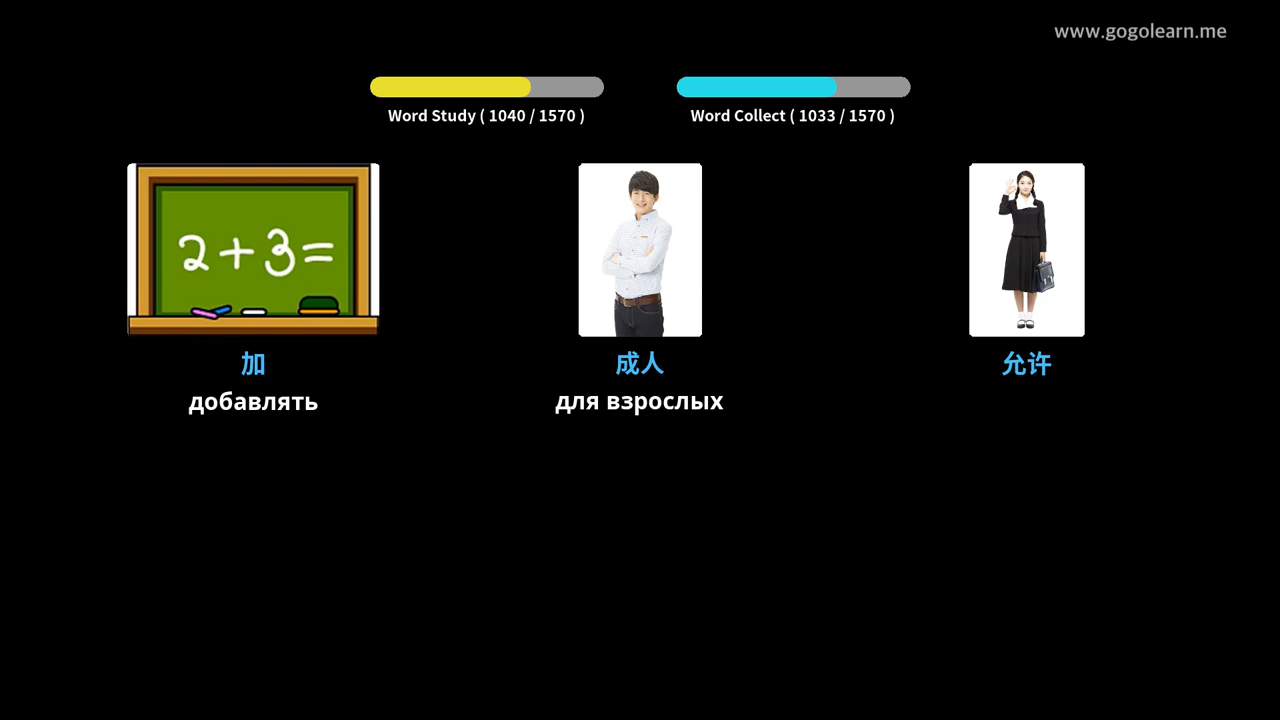 www.gogolearn.me
Word Study ( 1040 / 1570 )
Word Collect ( 1033 / 1570 )
2+3=
加
成人
允许
добавлять
для взрослых